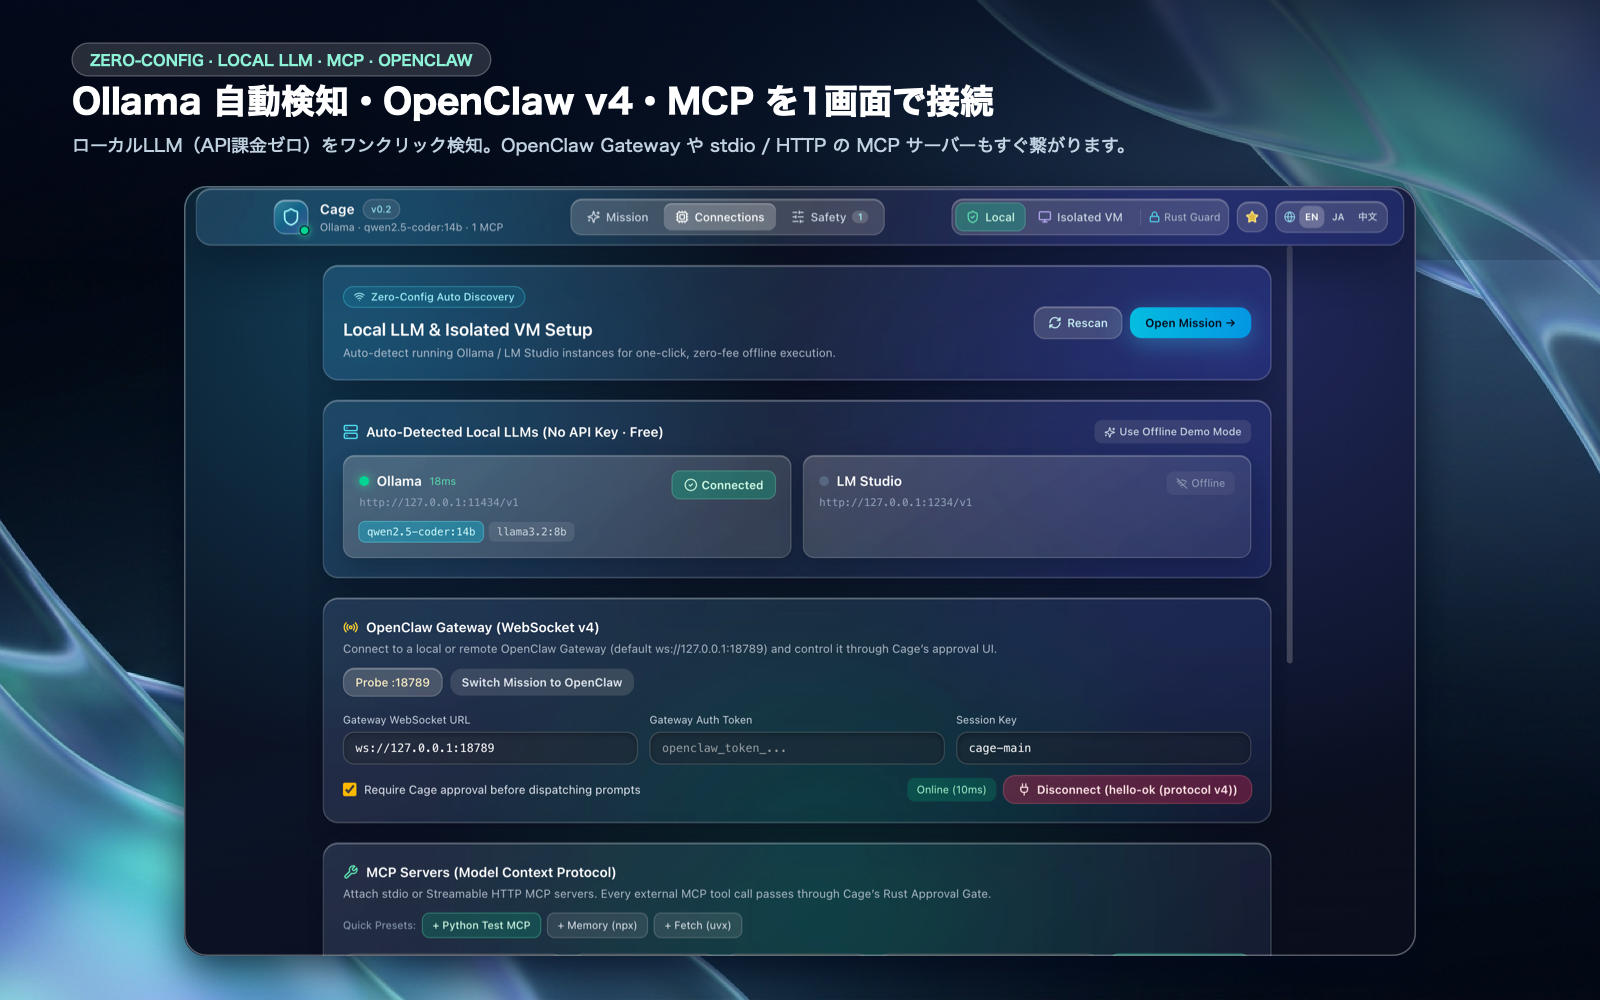 ZERO-CONFIG · LOCAL LLM · MCP · OPENCLAW
Ollama 自動検知・OpenClaw v4・MCP を1画面で接続
ローカルLLM（API課金ゼロ）をワンクリック検知。OpenClaw Gateway や stdio / HTTP の MCP サーバーもすぐ繋がります。
Cage v0.2
Ollama · qwen2.5-coder:14b · 1 MCP
Mission Connections Safety 1
Local Isolated VM Rust Guard
EN JA 中文
Zero-Config Auto Discovery
Local LLM & Isolated VM Setup
Auto-detect running Ollama / LM Studio instances for one-click, zero-fee offline execution.
Rescan Open Mission →
Auto-Detected Local LLMs (No API Key · Free)
Use Offline Demo Mode
Ollama 18ms
Connected
http://127.0.0.1:11434/v1
qwen2.5-coder:14b llama3.2:8b
LM Studio
Offline
http://127.0.0.1:1234/v1
OpenClaw Gateway (WebSocket v4)
Connect to a local or remote OpenClaw Gateway (default ws://127.0.0.1:18789) and control it through Cage's approval UI.
Probe :18789 Switch Mission to OpenClaw
Gateway WebSocket URL
ws://127.0.0.1:18789
Gateway Auth Token
openclaw_token_...
Session Key
cage-main
Require Cage approval before dispatching prompts
Online (10ms) Disconnect (hello-ok (protocol v4))
MCP Servers (Model Context Protocol)
Attach stdio or Streamable HTTP MCP servers. Every external MCP tool call passes through Cage's Rust Approval Gate.
Quick Presets: + Python Test MCP + Memory (npx) + Fetch (uvx)